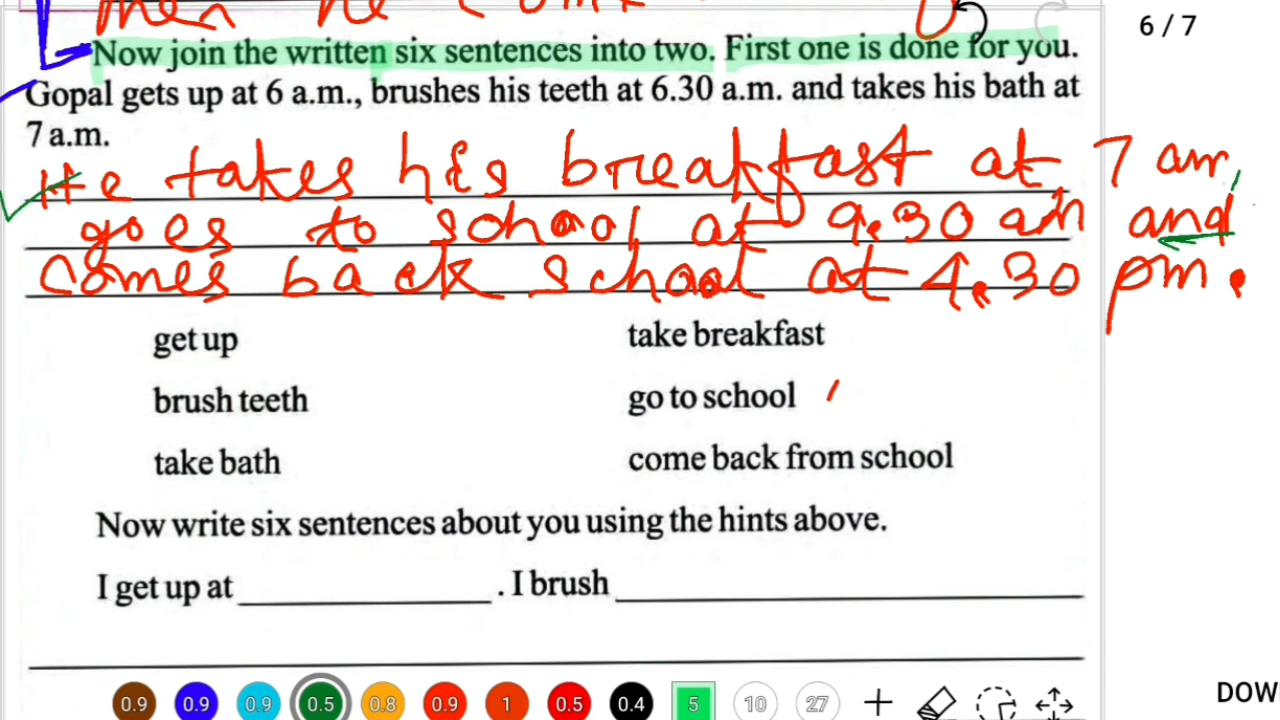 6 / 7
Now join the written six sentences into two. First one is done for you.
Gopal gets up at 6 a.m., brushes his teeth at 6.30 a.m. and takes his bath at
7 a.m.
He takes his breakfast at 7 am,
goes to school at 9.30 am and
comes back school at 4.30 pm.
get up take breakfast
brush teeth go to school
take bath come back from school
Now write six sentences about you using the hints above.
I get up at . I brush
0.9 0.9 0.9 0.5 0.8 0.9 1 0.5 0.4 5 10 27
DOW